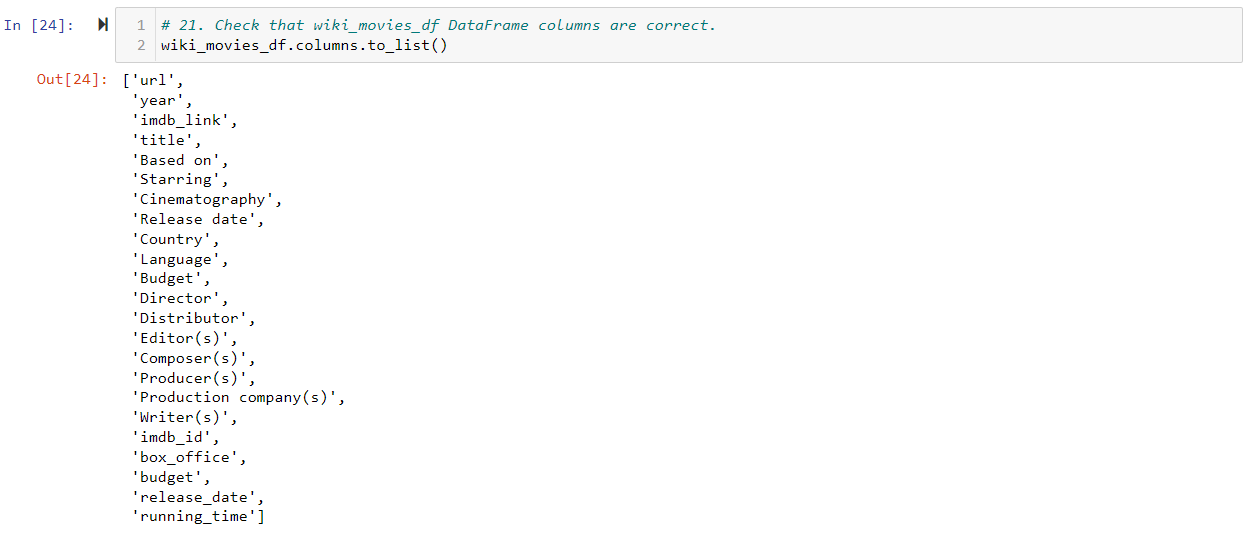 In [24]: 1 # 21. Check that wiki_movies_df DataFrame columns are correct.
2 wiki_movies_df.columns.to_list()
Out[24]: ['url',
'year',
'imdb_link',
'title',
'Based on',
'Starring',
'Cinematography',
'Release date',
'Country',
'Language',
'Budget',
'Director',
'Distributor',
'Editor(s)',
'Composer(s)',
'Producer(s)',
'Production company(s)',
'Writer(s)',
'imdb_id',
'box_office',
'budget',
'release_date',
'running_time']